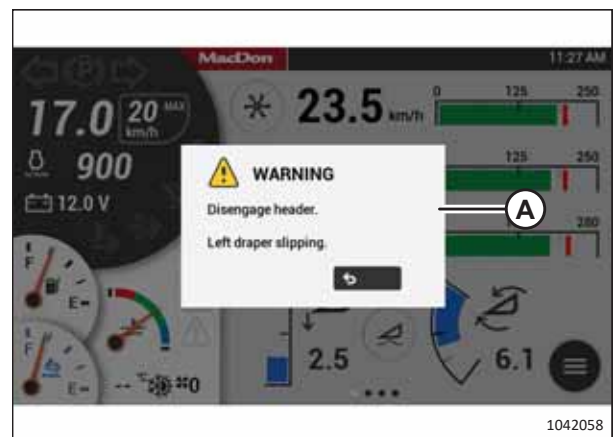 MacDon 11:27 AM
17.0 20 MAX km/h
23.5 km/h
0 125 250
900
12.0 V
125 250
280
WARNING
Disengage header.
Left draper slipping.
A
F
E
F
E
-- °C 0
2.5
6.1
1042058